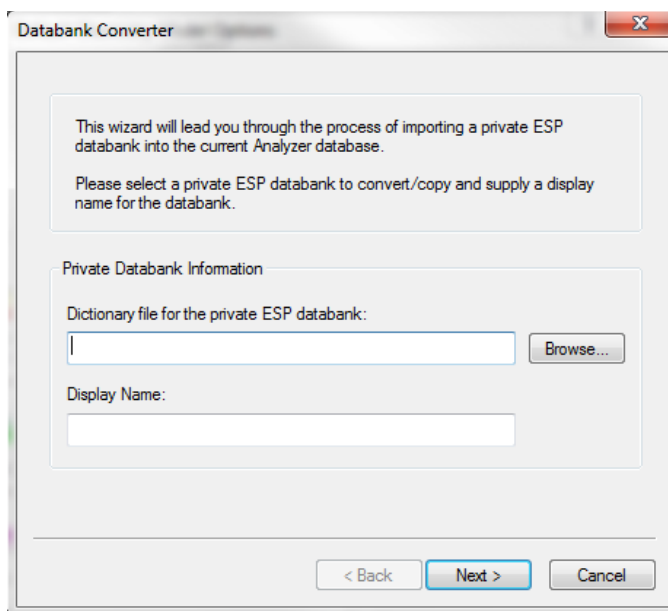 Databank Converter
This wizard will lead you through the process of importing a private ESP
databank into the current Analyzer database.
Please select a private ESP databank to convert/copy and supply a display
name for the databank.
Private Databank Information
Dictionary file for the private ESP databank:
Browse...
Display Name:
< Back
Next >
Cancel